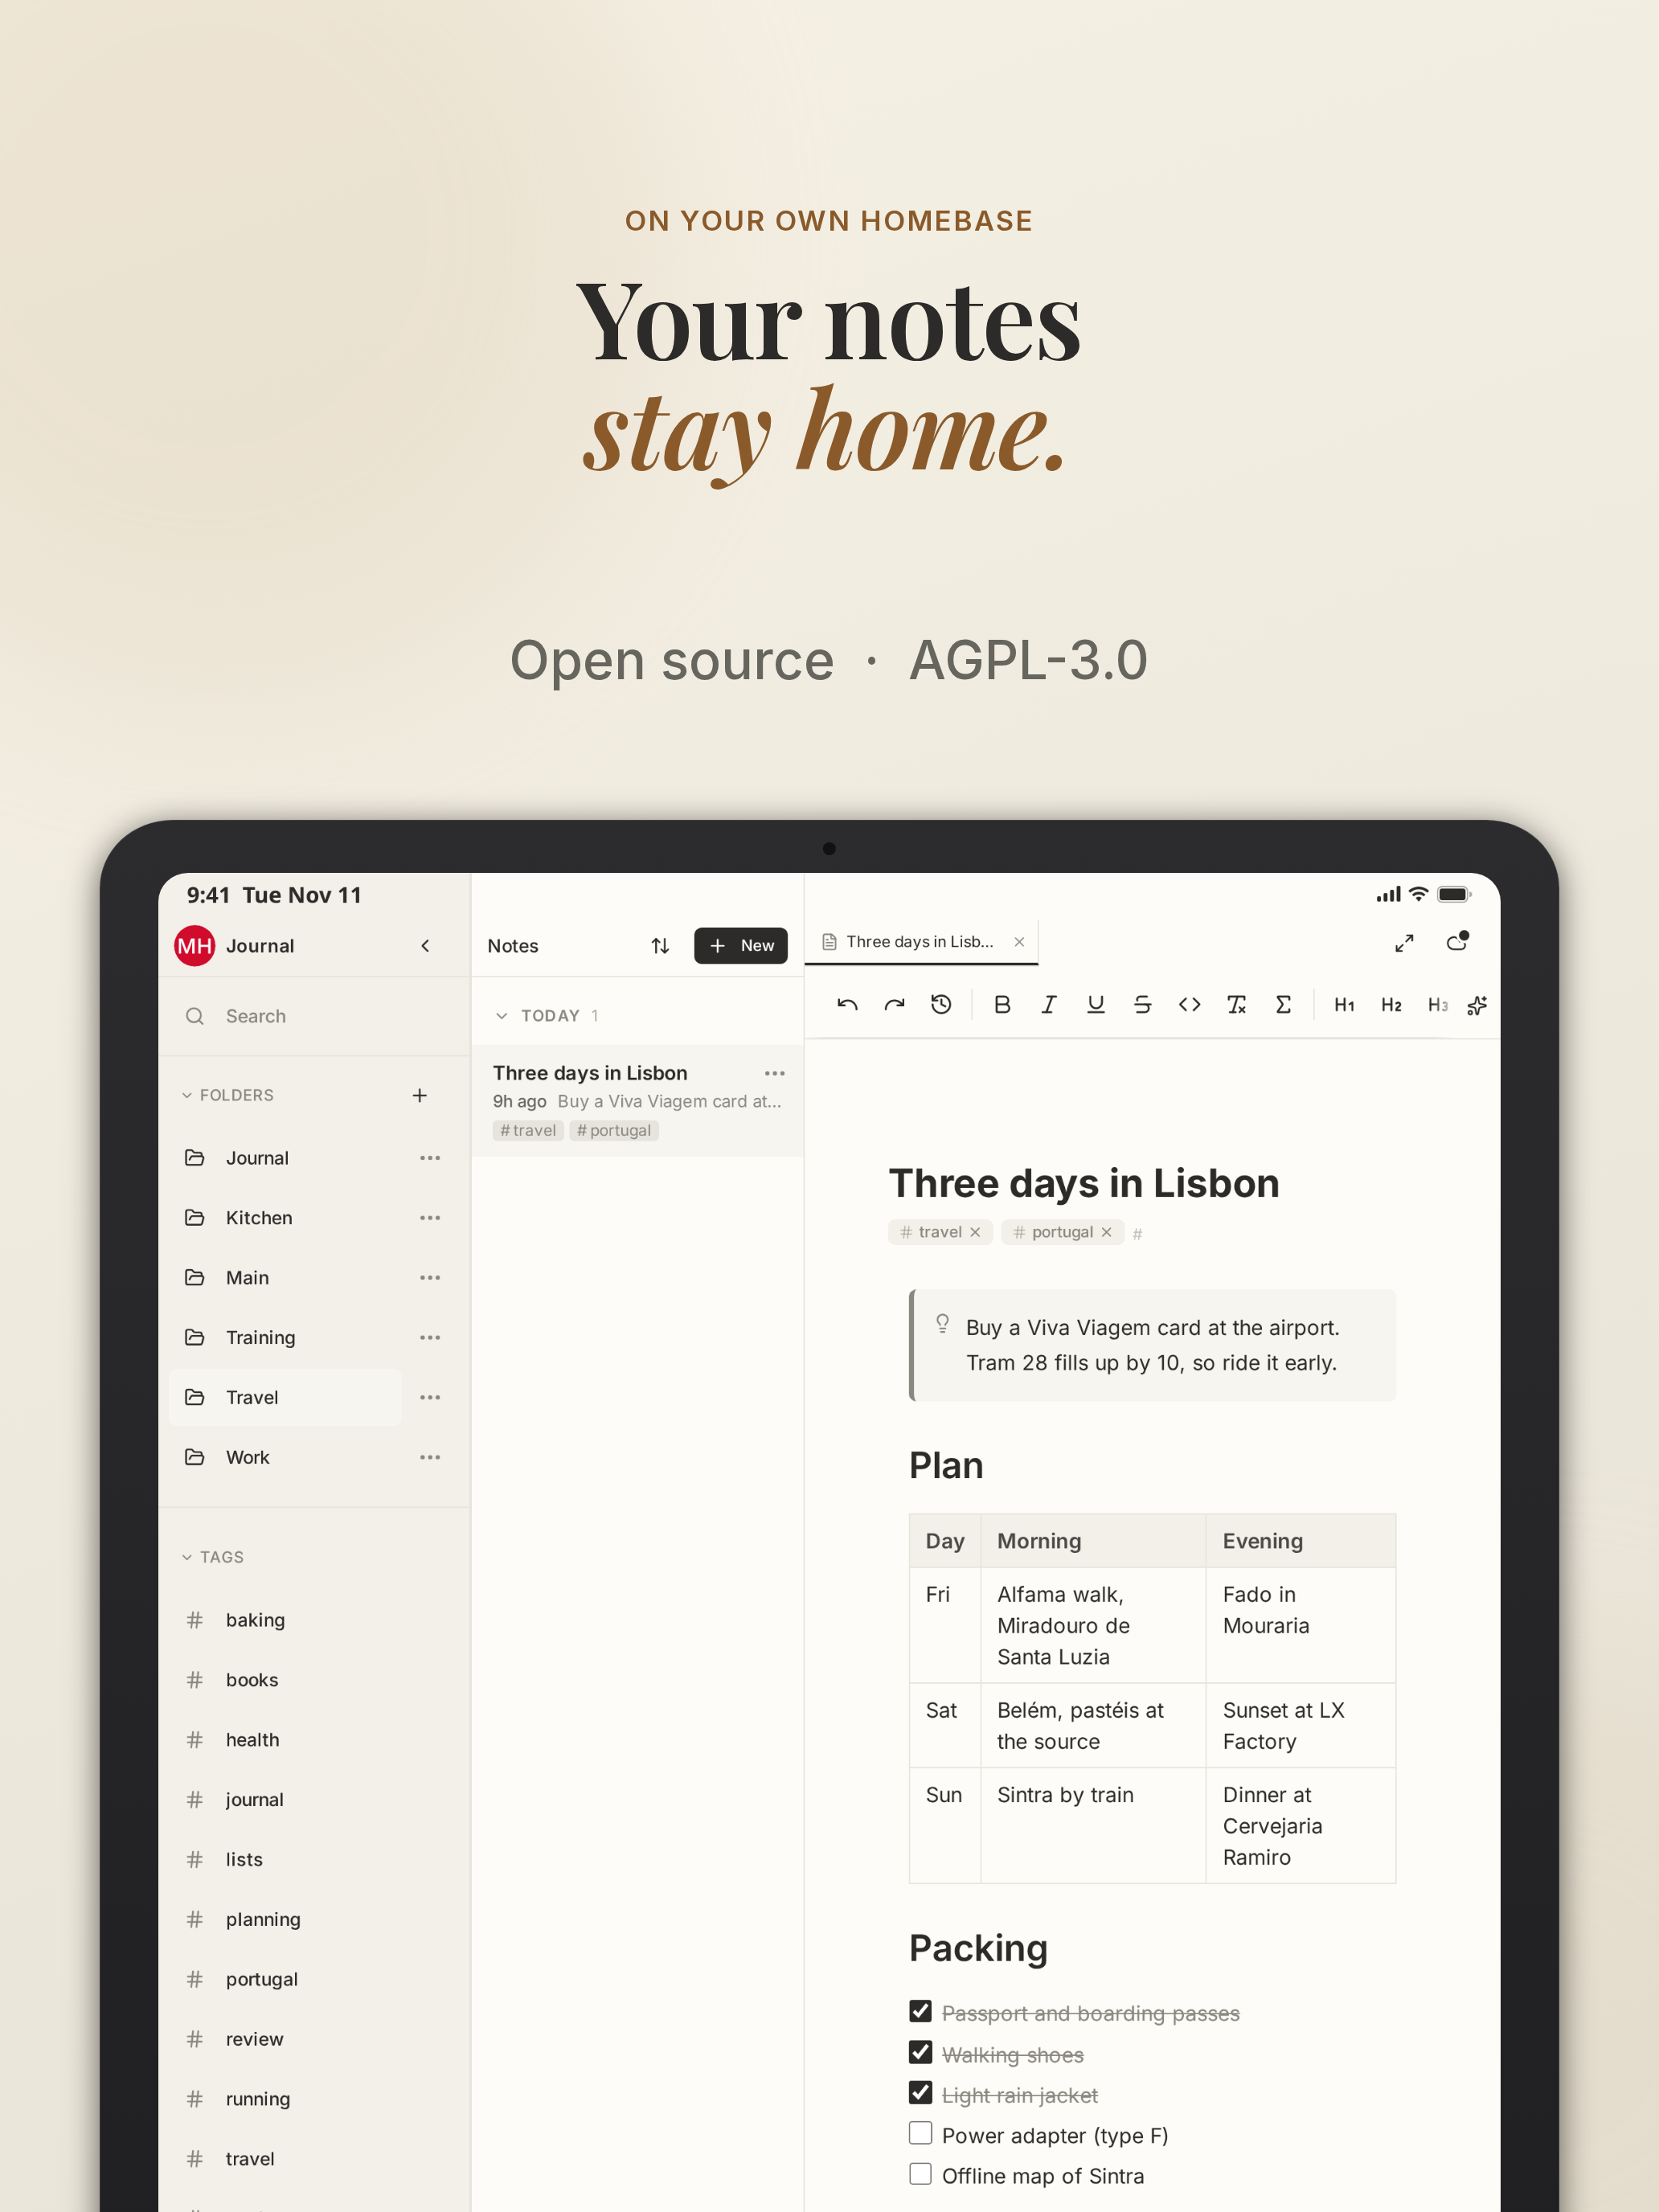 ON YOUR OWN HOMEBASE
Your notes
stay home.
Open source · AGPL-3.0
9:41 Tue Nov 11
MH Journal
Search
FOLDERS
Journal
Kitchen
Main
Training
Travel
Work
TAGS
# baking
# books
# health
# journal
# lists
# planning
# portugal
# review
# running
# travel
Notes
+ New
TODAY 1
Three days in Lisbon
9h ago Buy a Viva Viagem card at...
# travel # portugal
Three days in Lisb...
B I U S H1 H2 H3
Three days in Lisbon
# travel × # portugal × #
Buy a Viva Viagem card at the airport.
Tram 28 fills up by 10, so ride it early.
Plan
Day Morning Evening
Fri
Alfama walk,
Miradouro de
Santa Luzia
Fado in
Mouraria
Sat
Belém, pastéis at
the source
Sunset at LX
Factory
Sun
Sintra by train
Dinner at
Cervejaria
Ramiro
Packing
Passport and boarding passes
Walking shoes
Light rain jacket
Power adapter (type F)
Offline map of Sintra